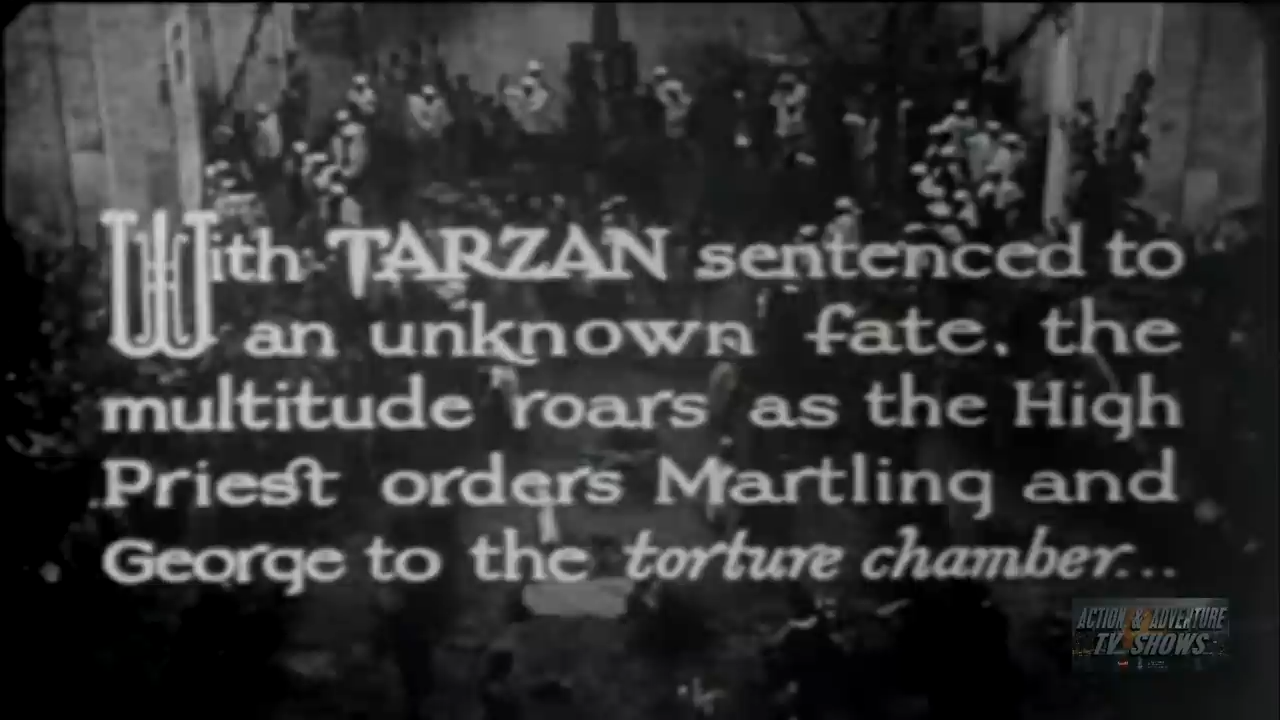 With TARZAN sentenced to
an unknown fate, the
multitude roars as the High
Priest orders Martling and
George to the torture chamber...
ACTION & ADVENTURE
TV SHOWS